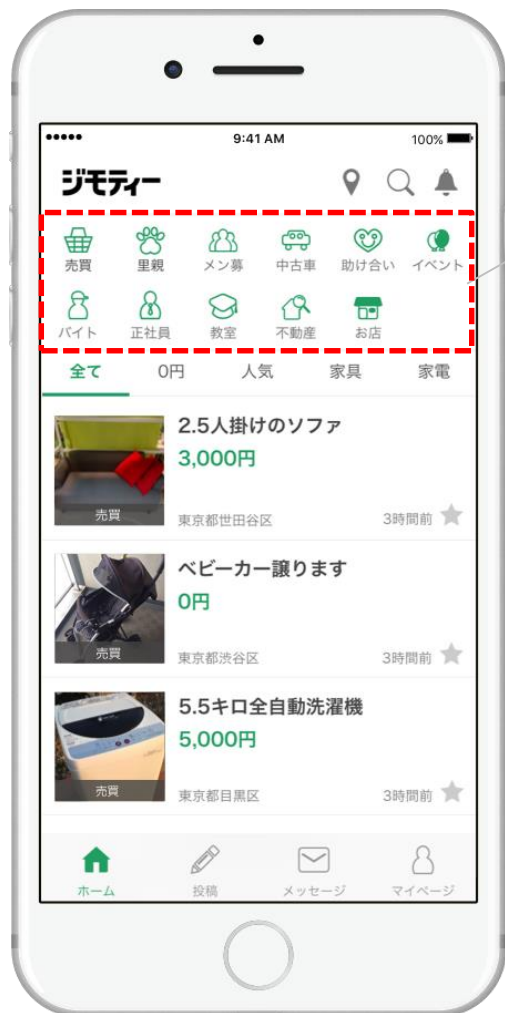 9:41 AM 100%
ジモティー
売買 里親 メン募 中古車 助け合い イベント
バイト 正社員 教室 不動産 お店
全て 0円 人気 家具 家電
2.5人掛けのソファ
3,000円
売買 東京都世田谷区 3時間前
ベビーカー譲ります
0円
売買 東京都渋谷区 3時間前
5.5キロ全自動洗濯機
5,000円
売買 東京都目黒区 3時間前
ホーム 投稿 メッセージ マイページ